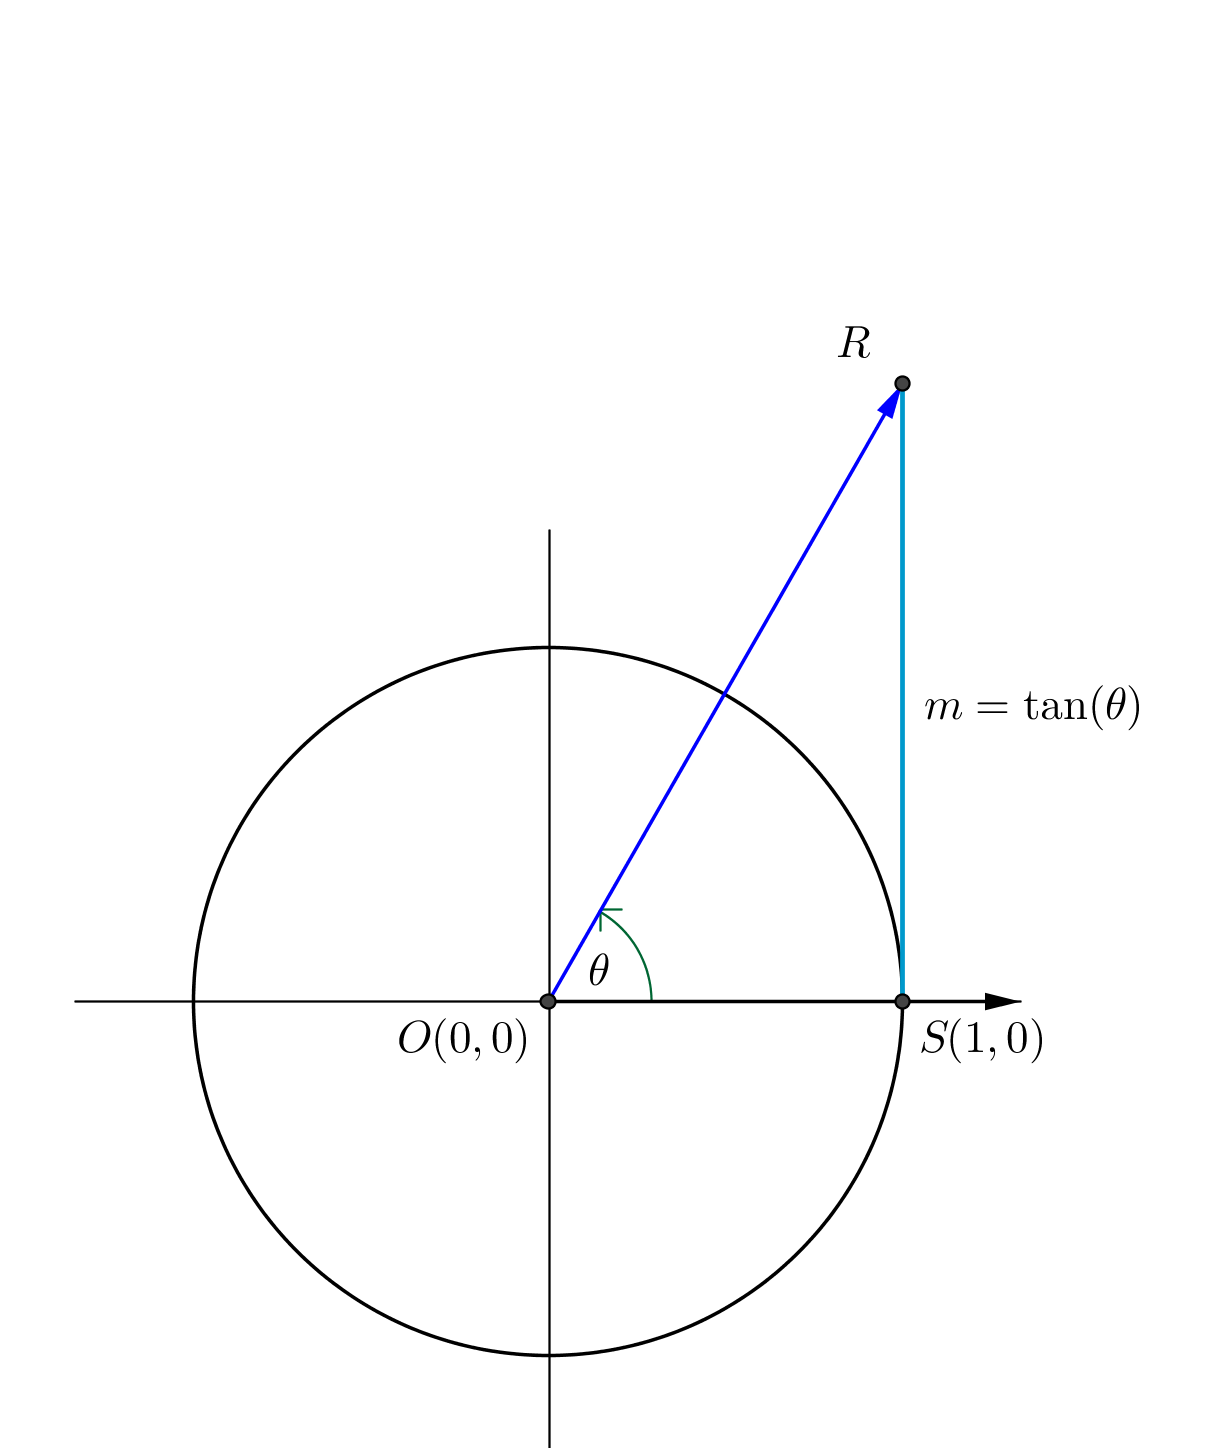 R
m = tan(θ)
θ
O(0, 0)
S(1, 0)